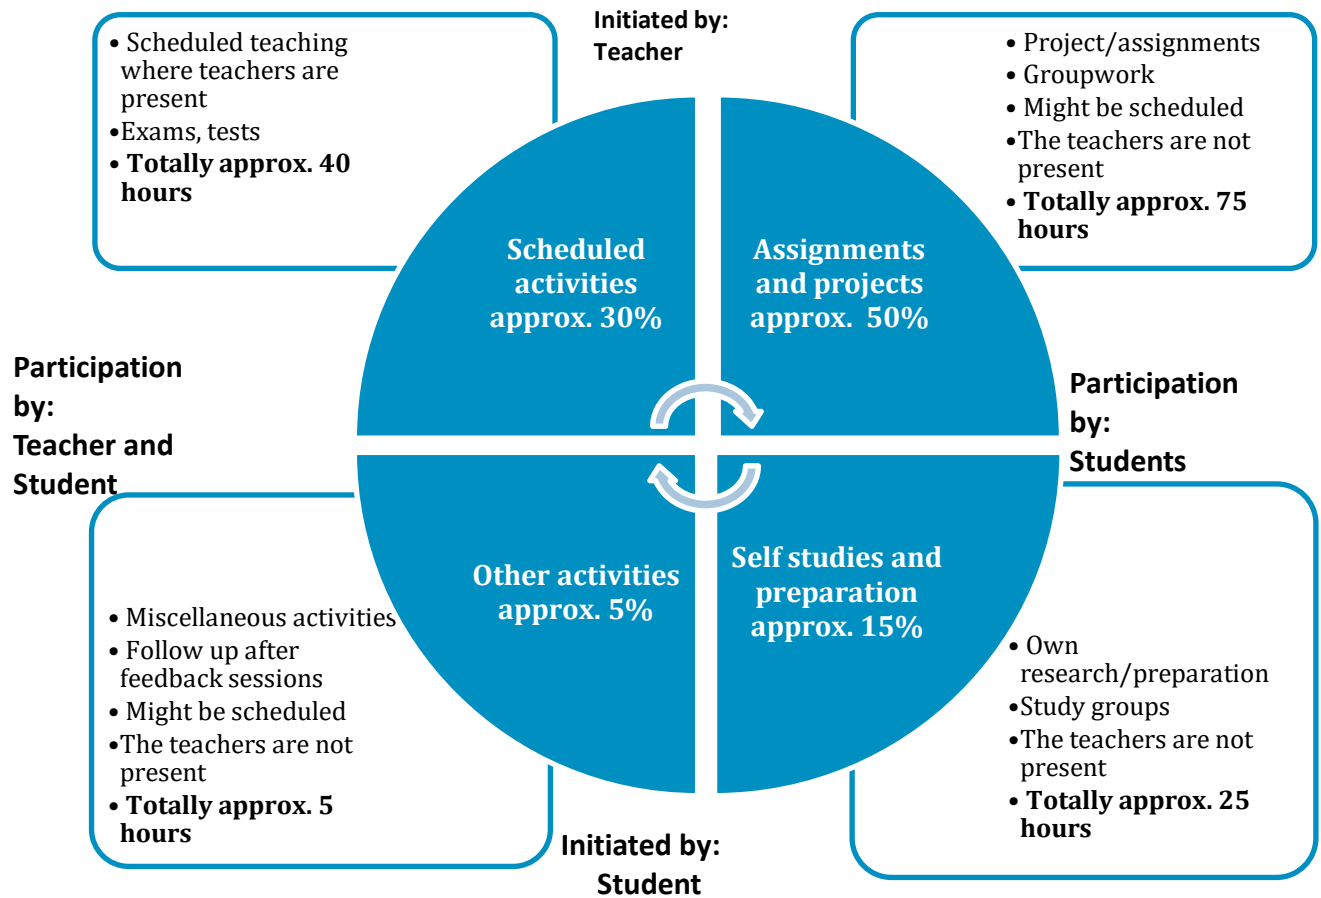 Initiated by:
Teacher
• Scheduled teaching
where teachers are
present
•Exams, tests
• Totally approx. 40
hours
• Project/assignments
• Groupwork
• Might be scheduled
•The teachers are not
present
• Totally approx. 75
hours
Scheduled
activities
approx. 30%
Assignments
and projects
approx.  50%
Participation
by:
Teacher and
Student
Participation
by:
Students
Other activities
approx. 5%
Self studies and
preparation
approx. 15%
• Miscellaneous activities
• Follow up after
feedback sessions
• Might be scheduled
•The teachers are not
present
• Totally approx. 5
hours
• Own
research/preparation
•Study groups
•The teachers are not
present
• Totally approx. 25
hours
Initiated by:
Student